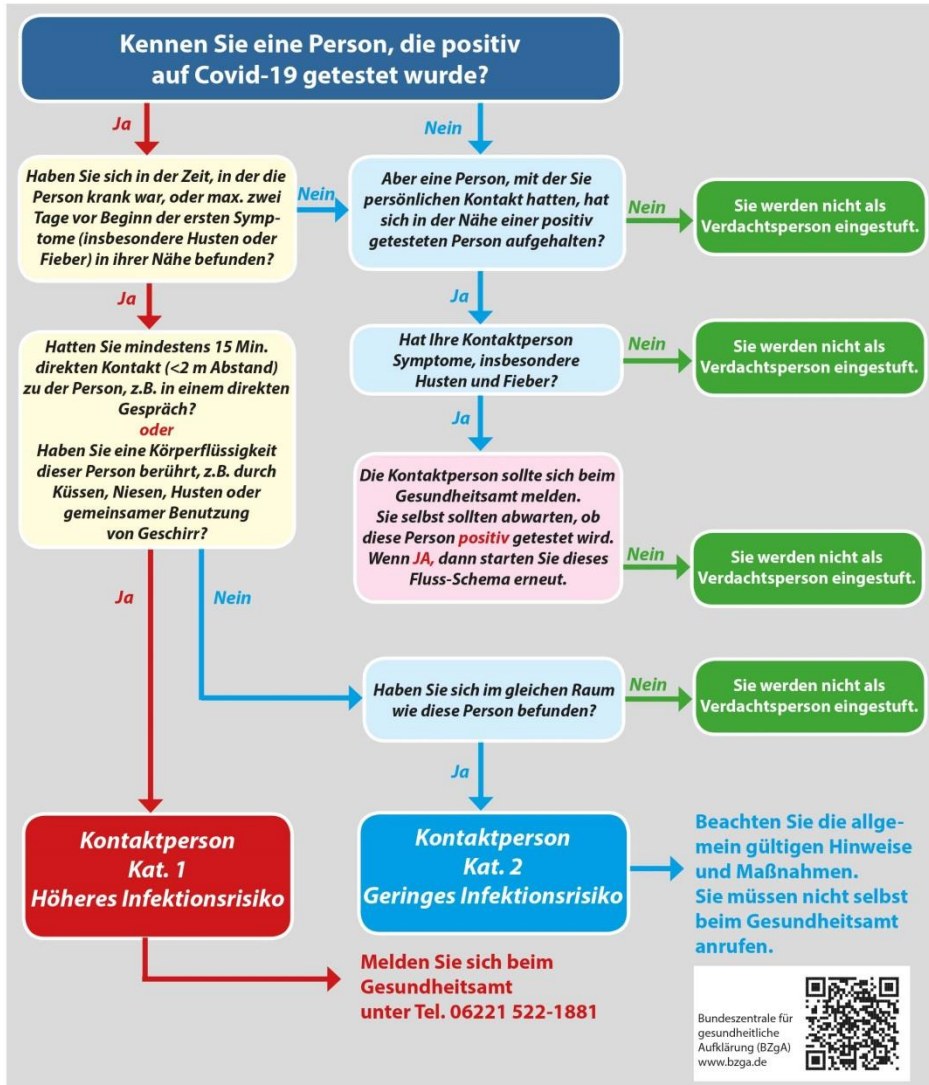 Kennen Sie eine Person, die positiv
auf Covid-19 getestet wurde?
Ja
Nein
Haben Sie sich in der Zeit, in der die
Person krank war, oder max. zwei
Tage vor Beginn der ersten Symp-
tome (insbesondere Husten oder
Fieber) in ihrer Nähe befunden?
Nein
Aber eine Person, mit der Sie
persönlichen Kontakt hatten, hat
sich in der Nähe einer positiv
getesteten Person aufgehalten?
Nein
Sie werden nicht als
Verdachtsperson eingestuft.
Ja
Ja
Hatten Sie mindestens 15 Min.
direkten Kontakt (<2 m Abstand)
zu der Person, z.B. in einem direkten
Gespräch?
oder
Haben Sie eine Körperflüssigkeit
dieser Person berührt, z.B. durch
Küssen, Niesen, Husten oder
gemeinsamer Benutzung
von Geschirr?
Hat Ihre Kontaktperson
Symptome, insbesondere
Husten und Fieber?
Nein
Sie werden nicht als
Verdachtsperson eingestuft.
Ja
Die Kontaktperson sollte sich beim
Gesundheitsamt melden.
Sie selbst sollten abwarten, ob
diese Person positiv getestet wird.
Wenn JA, dann starten Sie dieses
Fluss-Schema erneut.
Nein
Sie werden nicht als
Verdachtsperson eingestuft.
Ja
Nein
Haben Sie sich im gleichen Raum
wie diese Person befunden?
Nein
Sie werden nicht als
Verdachtsperson eingestuft.
Ja
Kontaktperson
Kat. 1
Höheres Infektionsrisiko
Kontaktperson
Kat. 2
Geringes Infektionsrisiko
Beachten Sie die allge-
mein gültigen Hinweise
und Maßnahmen.
Sie müssen nicht selbst
beim Gesundheitsamt
anrufen.
Melden Sie sich beim
Gesundheitsamt
unter Tel. 06221 522-1881
Bundeszentrale für
gesundheitliche
Aufklärung (BZgA)
www.bzga.de